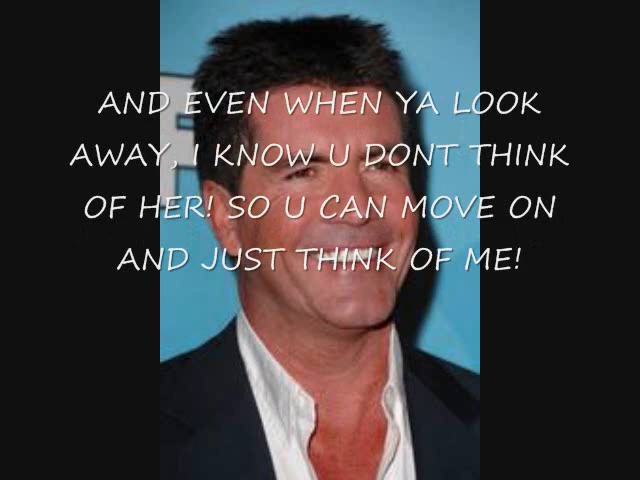 AND EVEN WHEN YA LOOK
AWAY, I KNOW U DONT THINK
OF HER! SO U CAN MOVE ON
AND JUST THINK OF ME!